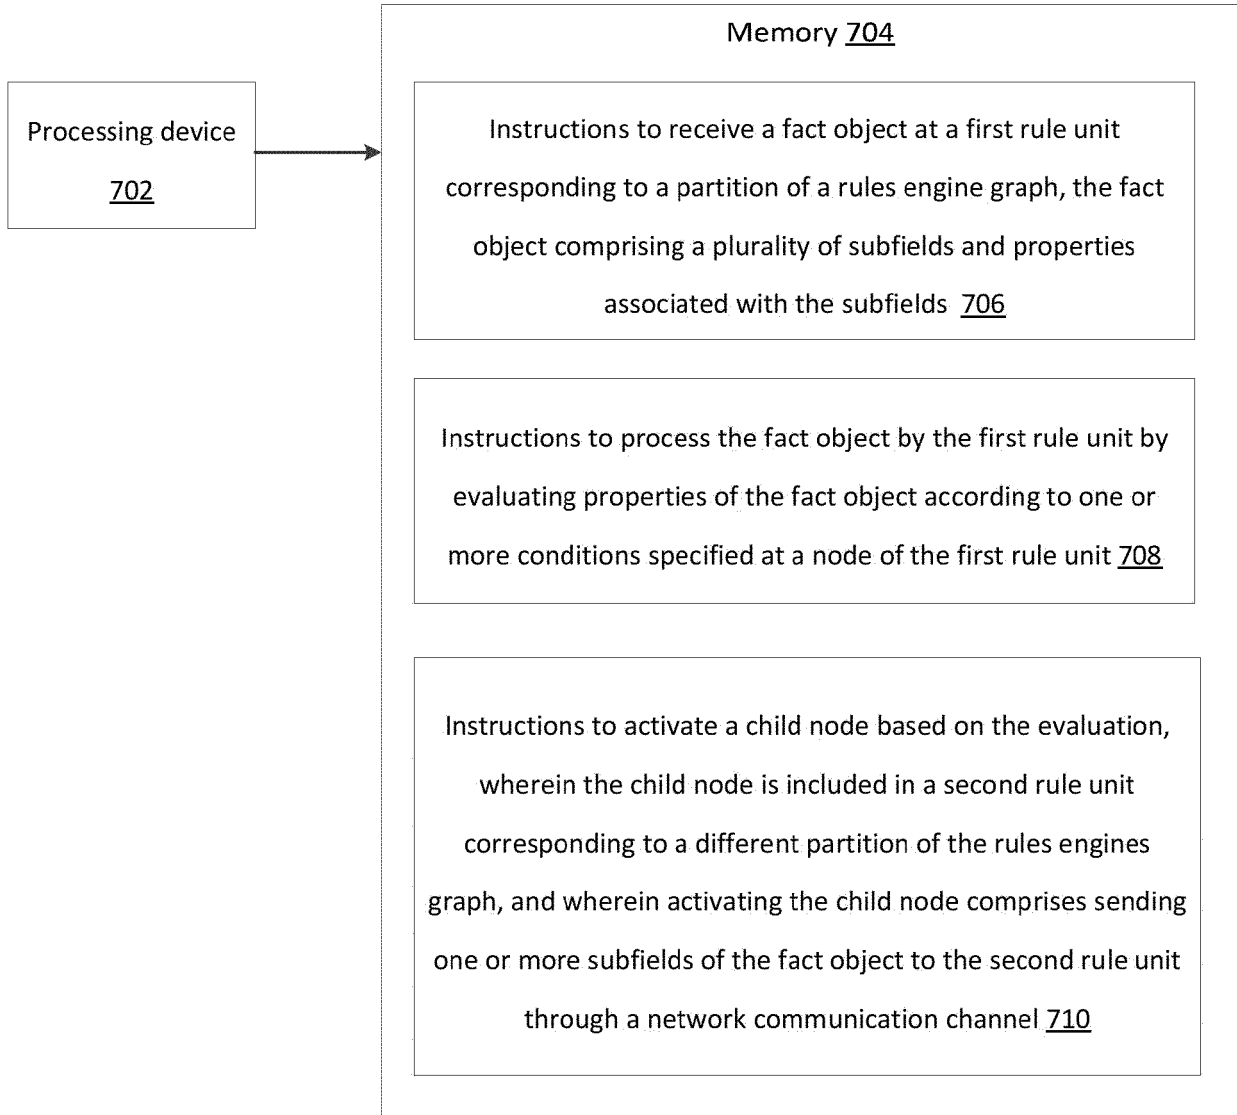 Memory 704
Processing device
702
Instructions to receive a fact object at a first rule unit
corresponding to a partition of a rules engine graph, the fact
object comprising a plurality of subfields and properties
associated with the subfields 706
Instructions to process the fact object by the first rule unit by
evaluating properties of the fact object according to one or
more conditions specified at a node of the first rule unit 708
Instructions to activate a child node based on the evaluation,
wherein the child node is included in a second rule unit
corresponding to a different partition of the rules engines
graph, and wherein activating the child node comprises sending
one or more subfields of the fact object to the second rule unit
through a network communication channel 710